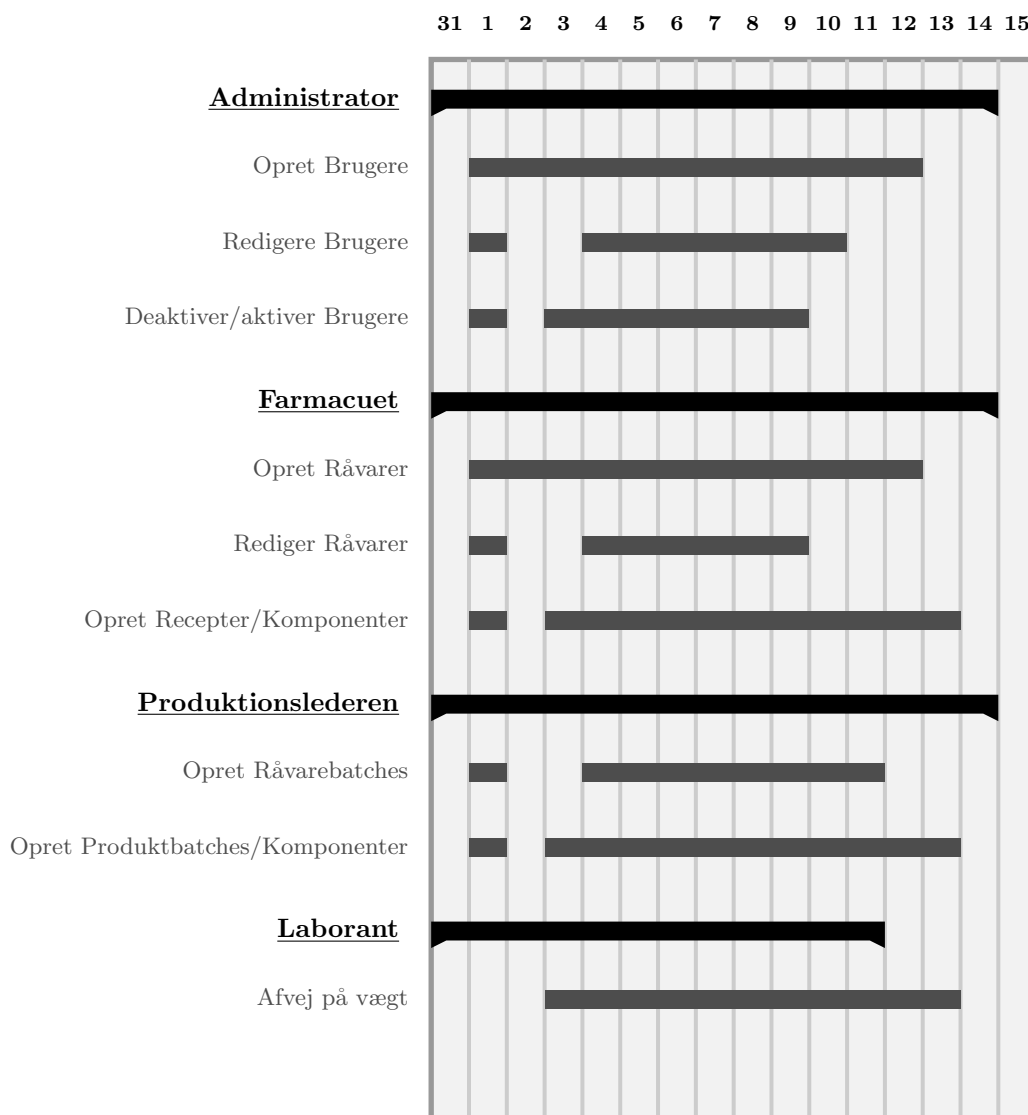 31 1 2 3 4 5 6 7 8 9 10 11 12 13 14 15
Administrator
Opret Brugere
Redigere Brugere
Deaktiver/aktiver Brugere
Farmacuet
Opret Råvarer
Rediger Råvarer
Opret Recepter/Komponenter
Produktionslederen
Opret Råvarebatches
Opret Produktbatches/Komponenter
Laborant
Afvej på vægt